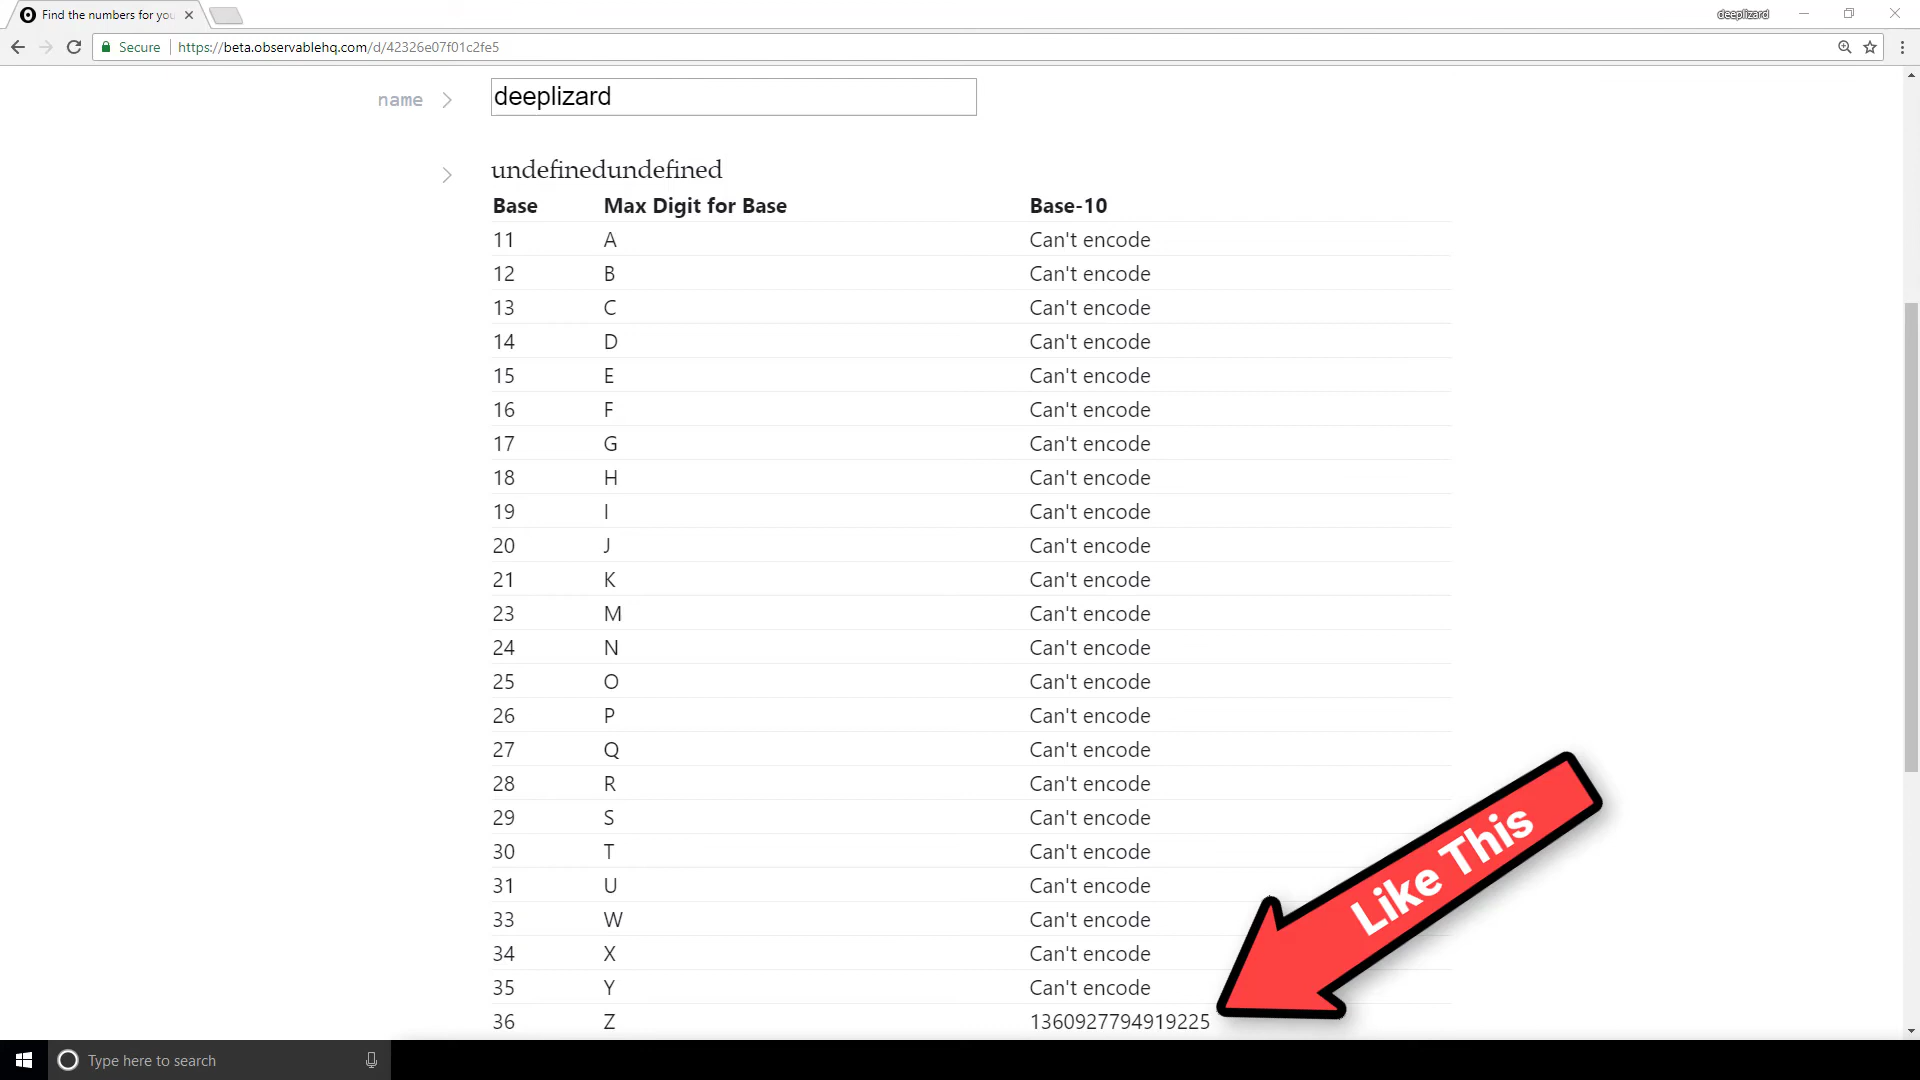 Find the numbers for you
deeplizard
Secure https://beta.observablehq.com/d/42326e07f01c2fe5
name deeplizard
undefinedundefined
Base Max Digit for Base Base-10
11 A Can't encode
12 B Can't encode
13 C Can't encode
14 D Can't encode
15 E Can't encode
16 F Can't encode
17 G Can't encode
18 H Can't encode
19 I Can't encode
20 J Can't encode
21 K Can't encode
23 M Can't encode
24 N Can't encode
25 O Can't encode
26 P Can't encode
27 Q Can't encode
28 R Can't encode
29 S Can't encode
30 T Can't encode
31 U Can't encode
33 W Can't encode
34 X Can't encode
35 Y Can't encode
36 Z 1360927794919225
Like This
Type here to search